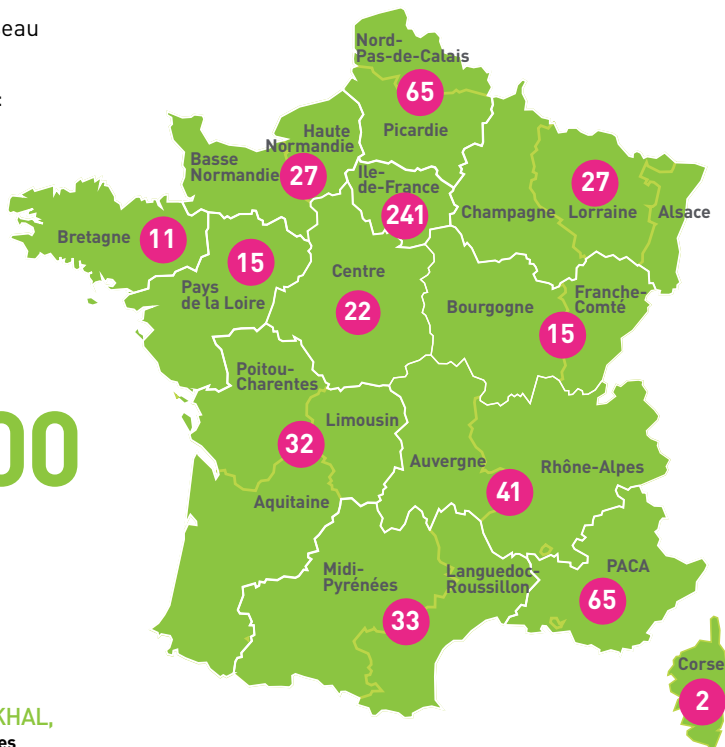 eau
:
Nord-
Pas-de-Calais
65
Picardie
Haute
Normandie
Basse
Normandie
27
Ile-
de-France
241
27
Champagne
Lorraine
Alsace
Bretagne
11
15
Pays
de la Loire
Centre
22
Bourgogne
Franche-
Comté
15
Poitou-
Charentes
Limousin
32
Aquitaine
00
Auvergne
Rhône-Alpes
41
Midi-
Pyrénées
33
Languedoc-
Roussillon
PACA
65
Corse
2
KHAL,
es